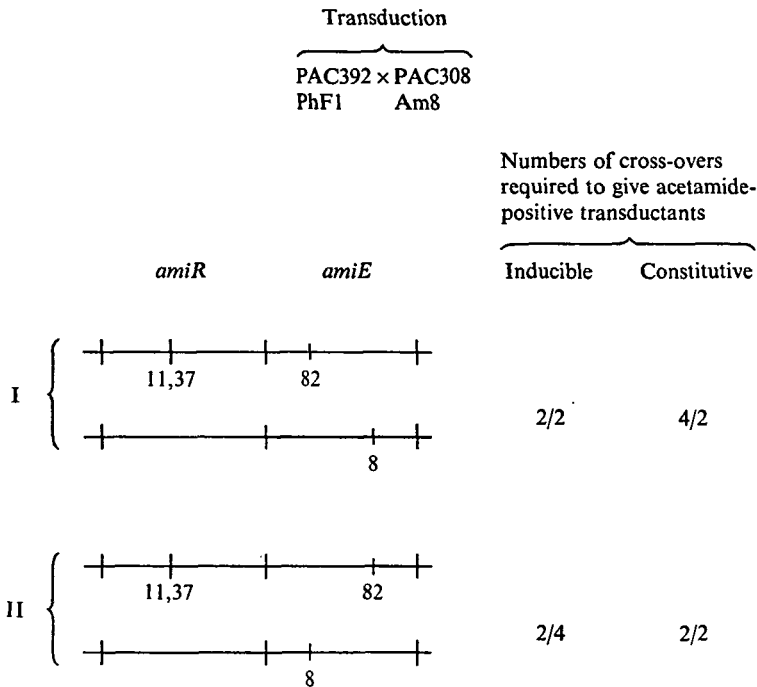 Transduction
PAC392 × PAC308
PhF1 Am8
Numbers of cross-overs
required to give acetamide-
positive transductants
amiR amiE Inducible Constitutive
I
11,37 82
2/2 4/2
8
II
11,37 82
2/4 2/2
8